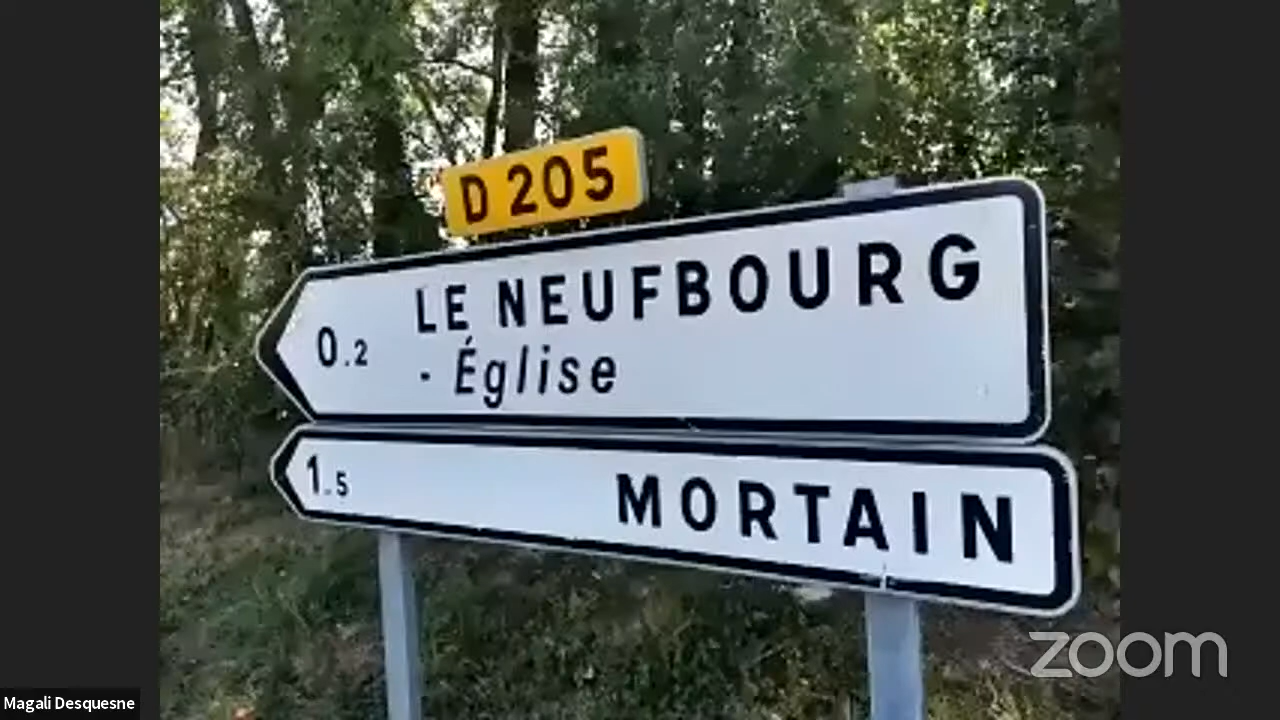 D 205
LE NEUFBOURG
0.2
- Église
1.5 MORTAIN
zoom
Magali Desquesne